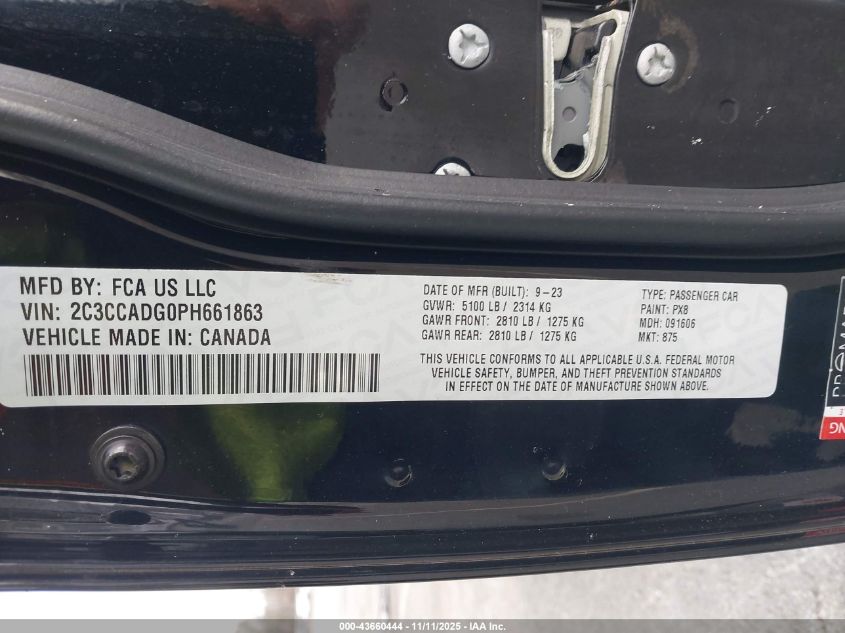 MFD BY: FCA US LLC
VIN: 2C3CCADG0PH661863
VEHICLE MADE IN: CANADA
DATE OF MFR (BUILT): 9-23
GVWR: 5100 LB/ 2314 KG
GAWR FRONT: 2810 LB/ 1275 KG
GAWR REAR: 2810 LB/ 1275 KG
TYPE: PASSENGER CAR
PAINT: PX8
MDH: 091606
MKT: 875
THIS VEHICLE CONFORMS TO ALL APPLICABLE U.S.A. FEDERAL MOTOR
VEHICLE SAFETY, BUMPER, AND THEFT PREVENTION STANDARDS
IN EFFECT ON THE DATE OF MANUFACTURE SHOWN ABOVE.
000-43660444 - 11/11/2025 - IAA Inc.